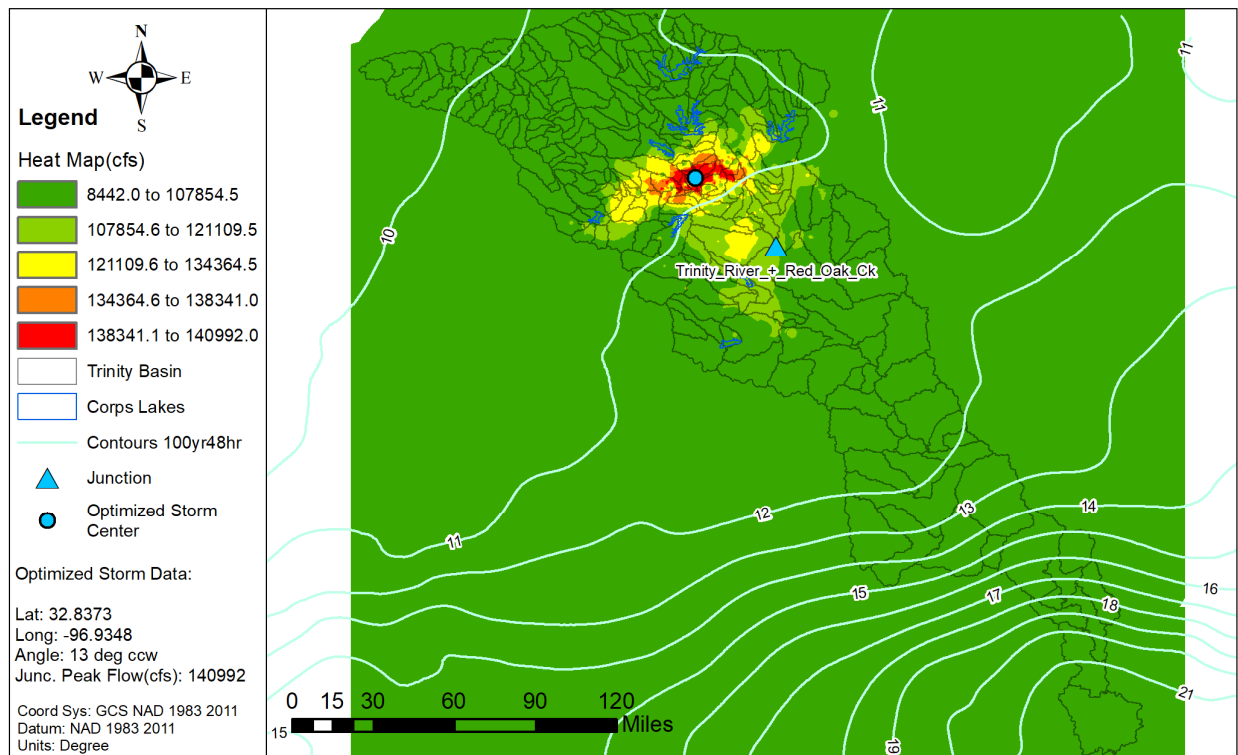 N
W
E
S
Legend
Heat Map(cfs)
8442.0 to 107854.5
107854.6 to 121109.5
121109.6 to 134364.5
134364.6 to 138341.0
138341.1 to 140992.0
Trinity Basin
Corps Lakes
Contours 100yr48hr
Junction
Optimized Storm
Center
Optimized Storm Data:
Lat: 32.8373
Long: -96.9348
Angle: 13 deg ccw
Junc. Peak Flow(cfs): 140992
Coord Sys: GCS NAD 1983 2011
Datum: NAD 1983 2011
Units: Degree
11
11
10
Trinity_River_+_Red_Oak_Ck
12
13
14
11
15
17
16
18
21
19
15
0 15 30 60 90 120
Miles